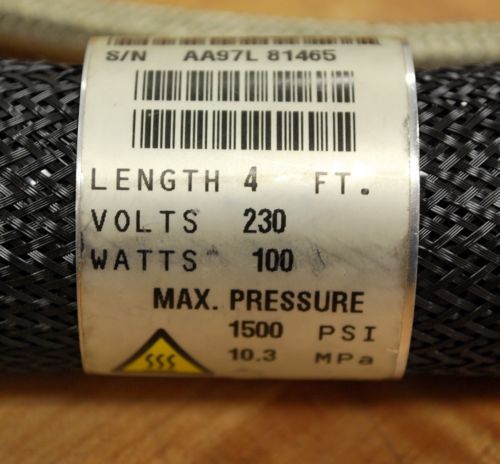 S/N AA97L 81465
LENGTH 4 FT.
VOLTS 230
WATTS 100
MAX. PRESSURE
1500 PSI
10.3 MPa